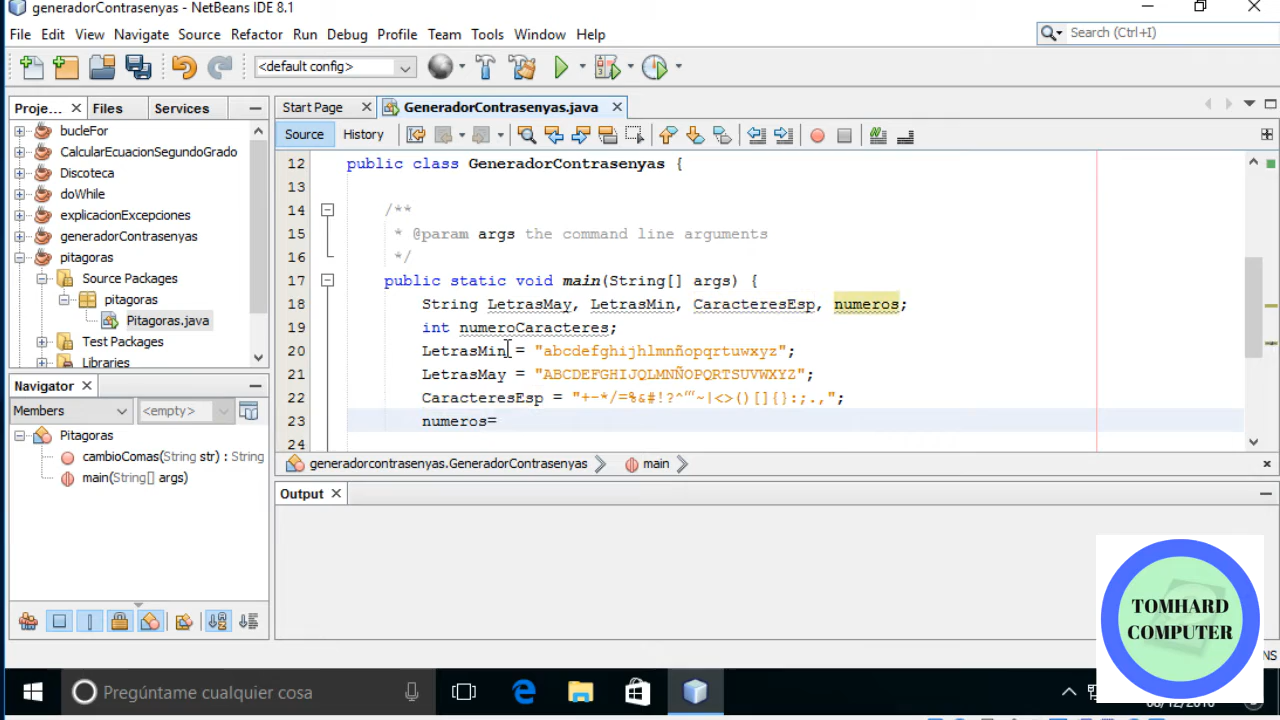 generadorContrasenyas - NetBeans IDE 8.1
File Edit View Navigate Source Refactor Run Debug Profile Team Tools Window Help
Search (Ctrl+I)
<default config>
Proje... Files Services
Start Page GeneradorContrasenyas.java
Source History
bucleFor
CalcularEcuacionSegundoGrado
Discoteca
doWhile
explicacionExcepciones
generadorContrasenyas
pitagoras
Source Packages
pitagoras
Pitagoras.java
Test Packages
Libraries
12 public class GeneradorContrasenyas {
13
14 /**
15 * @param args the command line arguments
16 */
17 public static void main(String[] args) {
18 String LetrasMay, LetrasMin, CaracteresEsp, numeros;
19 int numeroCaracteres;
20 LetrasMin = "abcdefghijhlmnñopqrtuwxyz";
21 LetrasMay = "ABCDEFGHIJQLMNÑOPQRTSUVWXYZ";
22 CaracteresEsp = "+-*/=%&#!?^´"~|<>()[]{}:;.,";
23 numeros=
24
generadorcontrasenyas.GeneradorContrasenyas main
Navigator
Members <empty>
Pitagoras
cambioComas(String str) : String
main(String[] args)
Output
TOMHARD
COMPUTER
NS
Pregúntame cualquier cosa